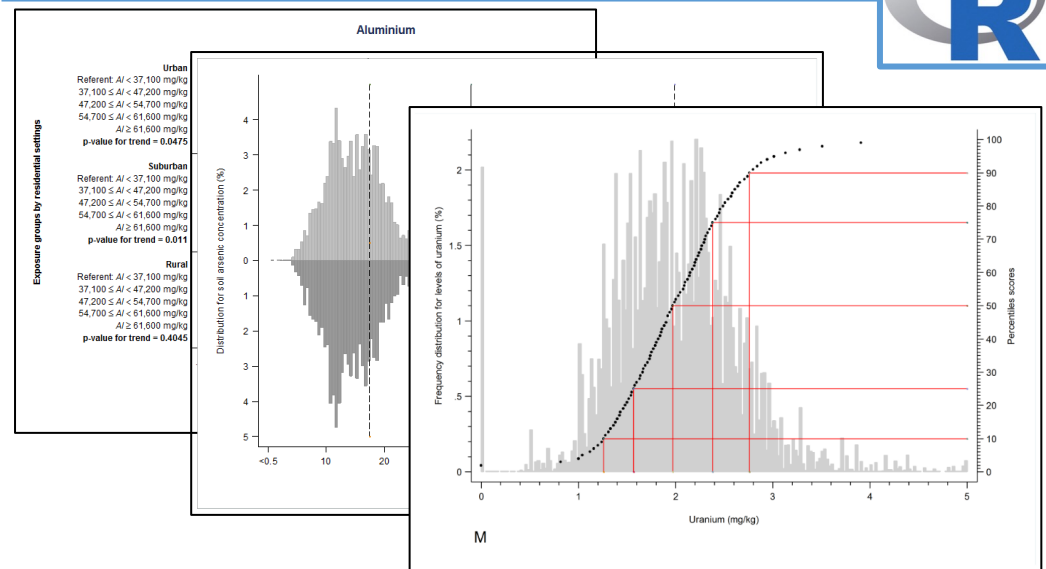 Aluminium
Exposure groups by residential settings
Urban
Referent: Al < 37,100 mg/kg
37,100 ≤ Al < 47,200 mg/kg
47,200 ≤ Al < 54,700 mg/kg
54,700 ≤ Al < 61,600 mg/kg
Al ≥ 61,600 mg/kg
p-value for trend = 0.0475
Suburban
Referent: Al < 37,100 mg/kg
37,100 ≤ Al < 47,200 mg/kg
47,200 ≤ Al < 54,700 mg/kg
54,700 ≤ Al < 61,600 mg/kg
Al ≥ 61,600 mg/kg
p-value for trend = 0.011
Rural
Referent: Al < 37,100 mg/kg
37,100 ≤ Al < 47,200 mg/kg
47,200 ≤ Al < 54,700 mg/kg
54,700 ≤ Al < 61,600 mg/kg
Al ≥ 61,600 mg/kg
p-value for trend = 0.4045
Distribution for soil arsenic concentration (%)
4
3
2
1
0
1
2
3
4
5
<0.5 10 20
Frequency distribution for levels of uranium (%)
2
1.5
1
.5
0
0 1 2 3 4 5
Uranium (mg/kg)
100
90
80
70
60
50
40
30
20
10
0
Percentiles scores
M
R